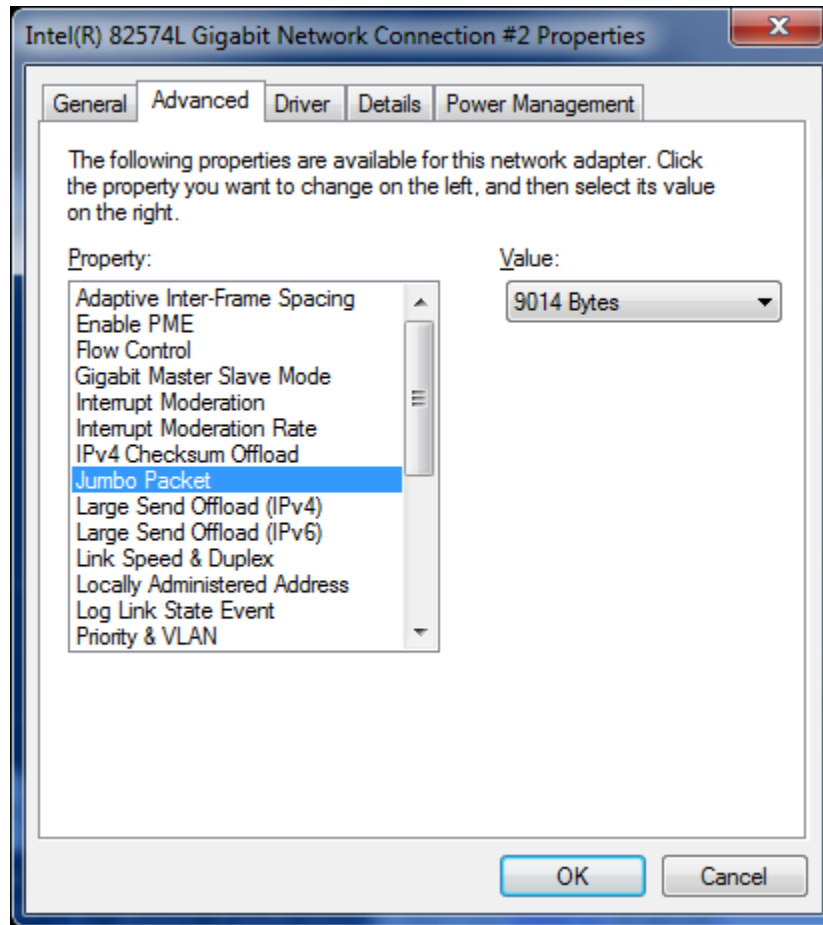 Intel(R) 82574L Gigabit Network Connection #2 Properties
General Advanced Driver Details Power Management
The following properties are available for this network adapter. Click
the property you want to change on the left, and then select its value
on the right.
Property: Value:
9014 Bytes
Adaptive Inter-Frame Spacing
Enable PME
Flow Control
Gigabit Master Slave Mode
Interrupt Moderation
Interrupt Moderation Rate
IPv4 Checksum Offload
Jumbo Packet
Large Send Offload (IPv4)
Large Send Offload (IPv6)
Link Speed & Duplex
Locally Administered Address
Log Link State Event
Priority & VLAN
OK Cancel